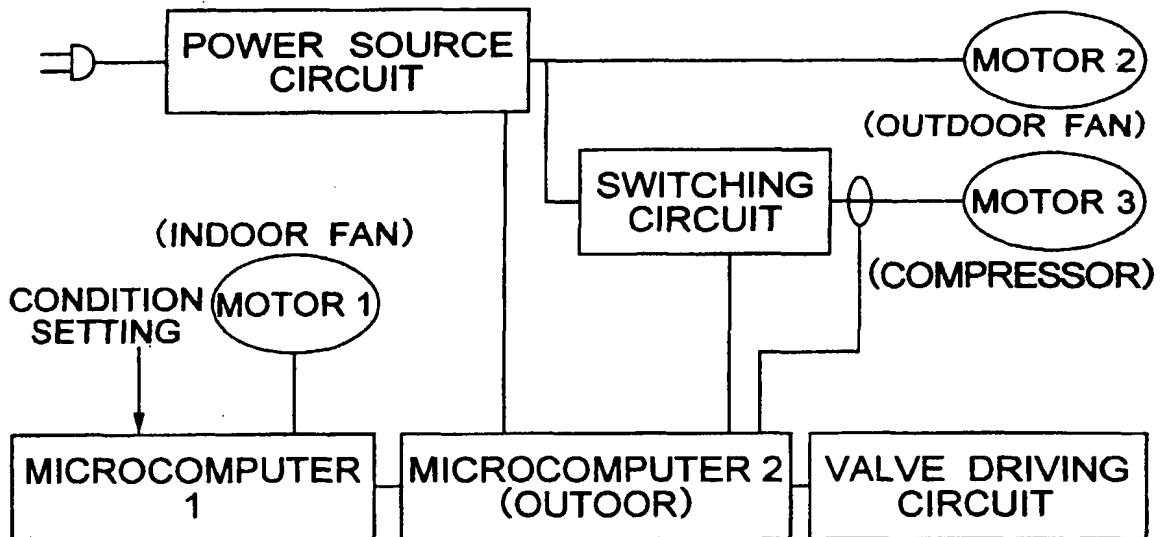 POWER SOURCE
CIRCUIT
MOTOR 2
(OUTDOOR FAN)
SWITCHING
CIRCUIT
MOTOR 3
(COMPRESSOR)
(INDOOR FAN)
MOTOR 1
CONDITION
SETTING
MICROCOMPUTER
1
MICROCOMPUTER 2
(OUTOOR)
VALVE DRIVING
CIRCUIT